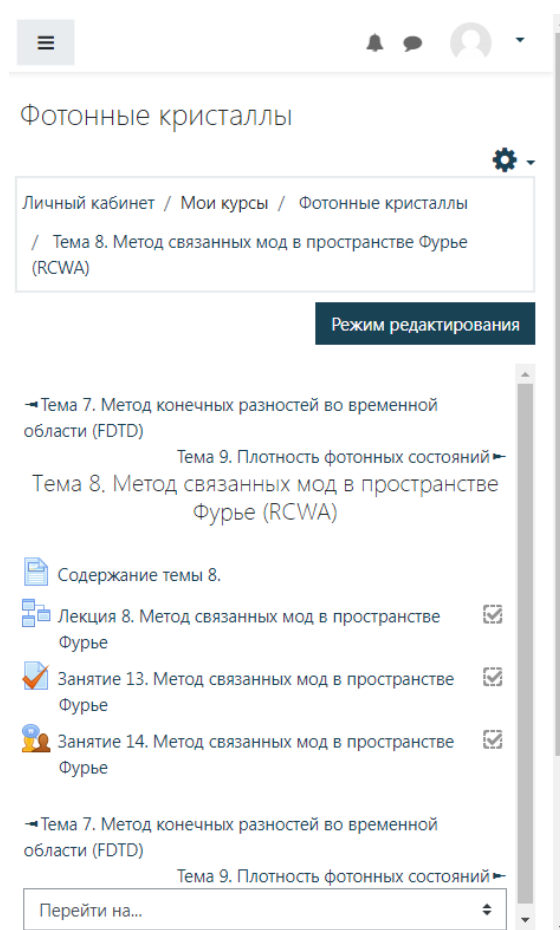 Фотонные кристаллы
Личный кабинет / Мои курсы / Фотонные кристаллы
/ Тема 8. Метод связанных мод в пространстве Фурье
(RCWA)
Режим редактирования
Тема 7. Метод конечных разностей во временной
области (FDTD)
Тема 9. Плотность фотонных состояний
Тема 8. Метод связанных мод в пространстве
Фурье (RCWA)
Содержание темы 8.
Лекция 8. Метод связанных мод в пространстве
Фурье
Занятие 13. Метод связанных мод в пространстве
Фурье
Занятие 14. Метод связанных мод в пространстве
Фурье
Тема 7. Метод конечных разностей во временной
области (FDTD)
Тема 9. Плотность фотонных состояний
Перейти на...